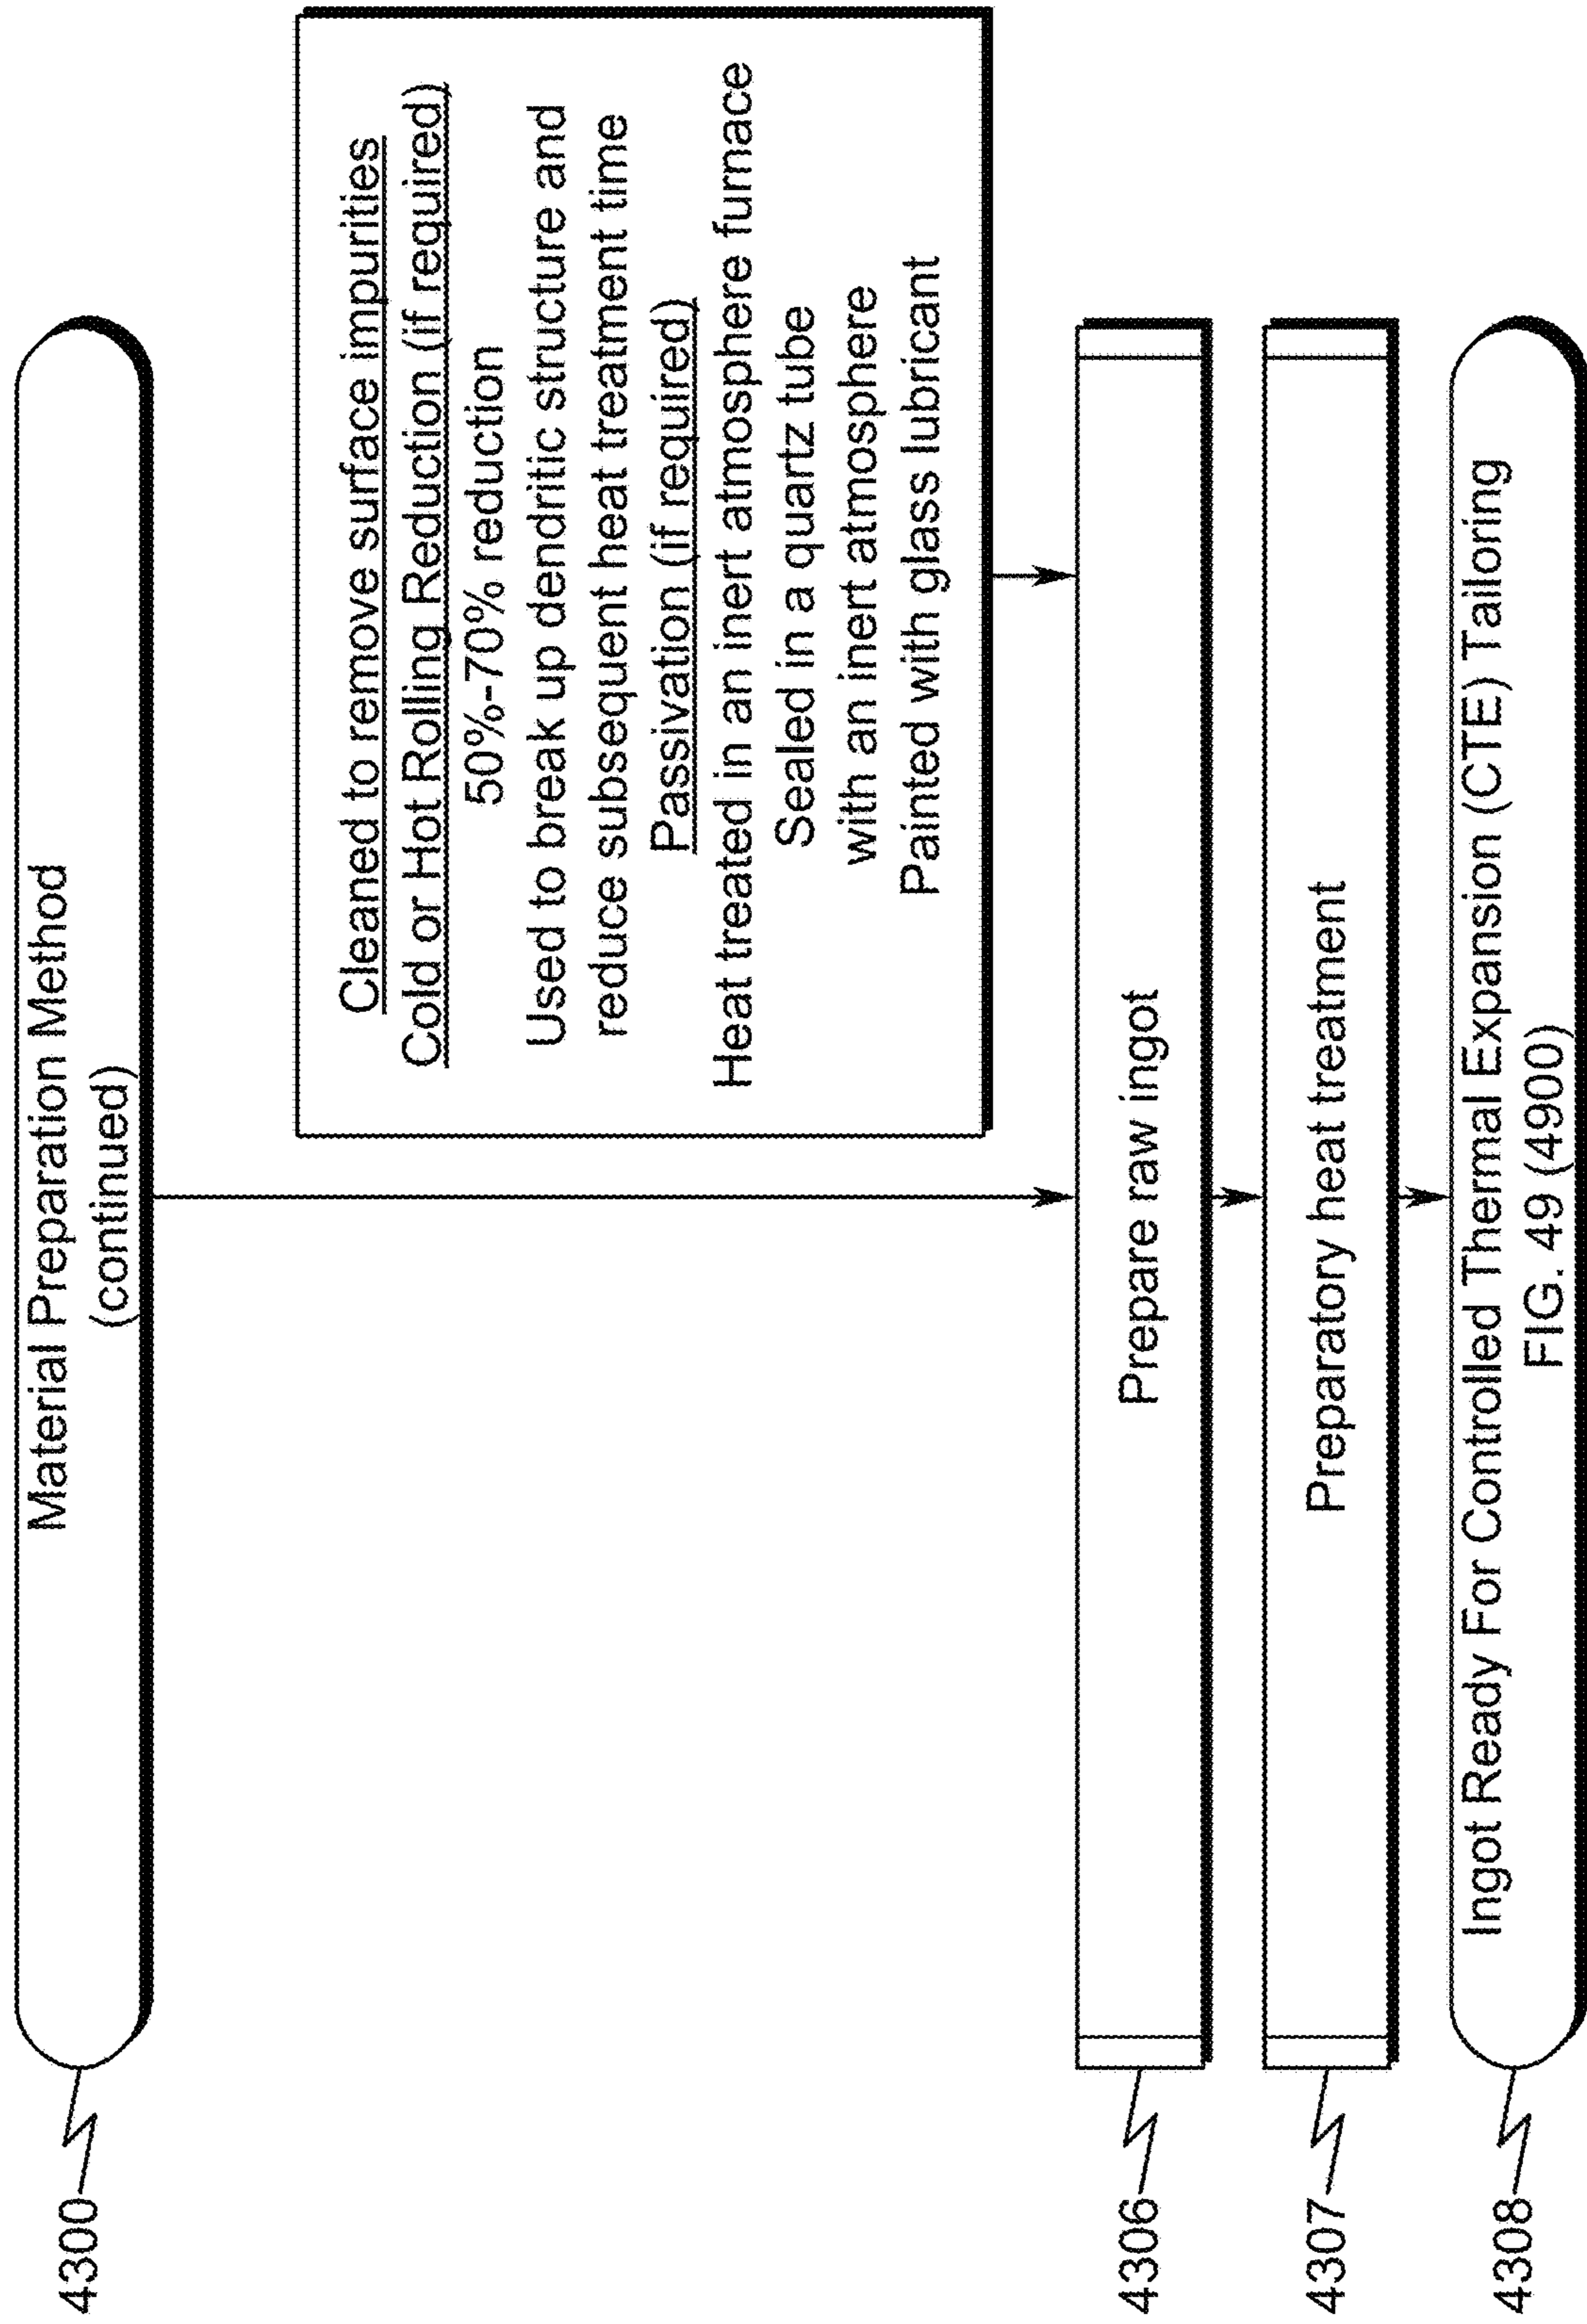 4300
Material Preparation Method
(continued)
Cleaned to remove surface impurities
Cold or Hot Rolling Reduction (if required)
50%-70% reduction
Used to break up dendritic structure and
reduce subsequent heat treatment time
Passivation (if required)
Heat treated in an inert atmosphere furnace
Sealed in a quartz tube
with an inert atmosphere
Painted with glass lubricant
4306
Prepare raw ingot
4307
Preparatory heat treatment
4308
Ingot Ready For Controlled Thermal Expansion (CTE) Tailoring
FIG. 49 (4900)